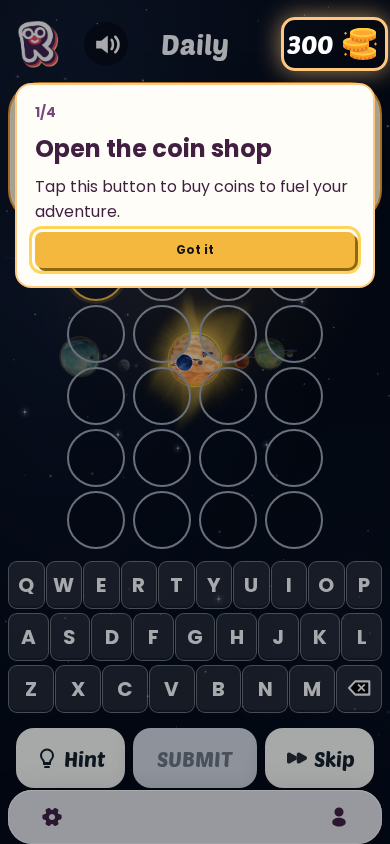 R
Daily
300
1/4
Open the coin shop
Tap this button to buy coins to fuel your
adventure.
Got it
Q W E R T Y U I O P
A S D F G H J K L
Z X C V B N M
Hint SUBMIT Skip